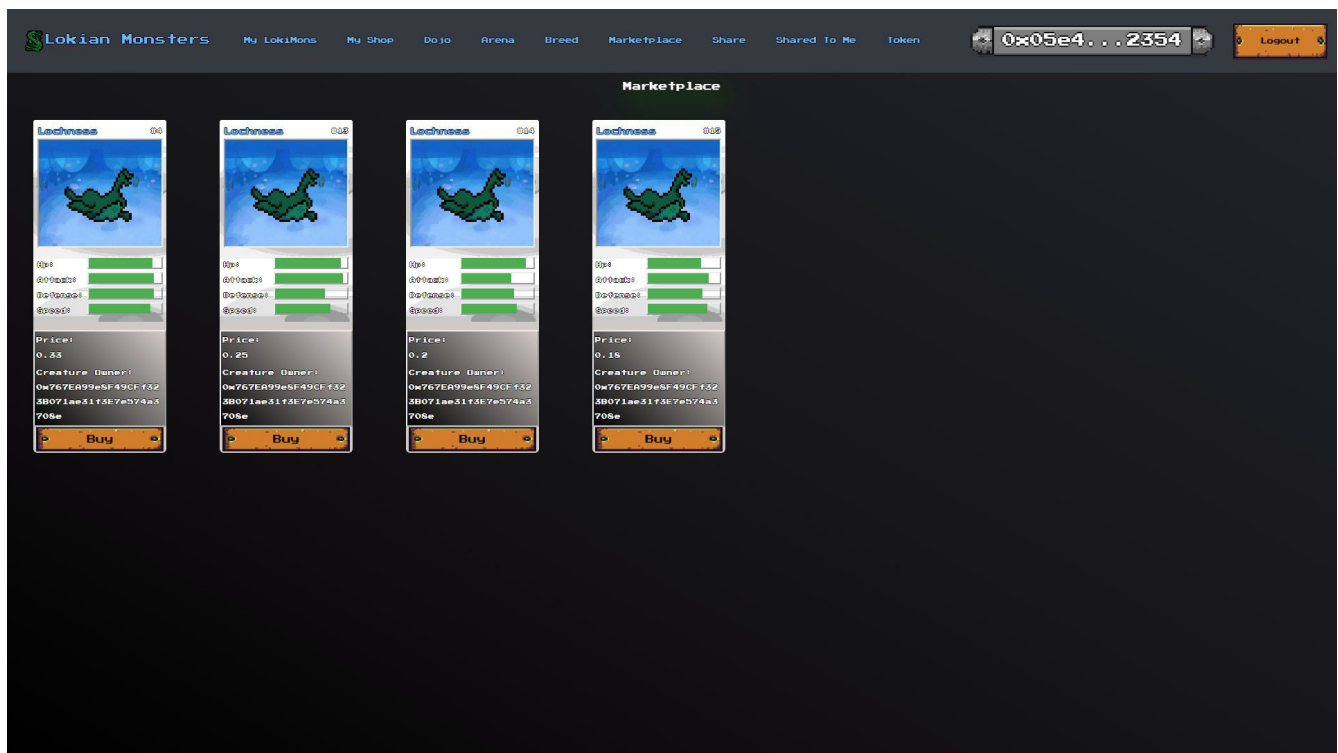 Lokian Monsters
My LokiMons
My Shop
Dojo
Arena
Breed
Marketplace
Share
Shared To Me
Token
0x05e4...2354
Logout
Marketplace
Lochness
Hp:
Attack:
Defense:
Speed:
Price:
0.33
Creature Owner:
0x767EA99e8F49CFf32
3B071ae31f3E7e574a3
708e
Buy
Lochness
Hp:
Attack:
Defense:
Speed:
Price:
0.25
Creature Owner:
0x767EA99e8F49CFf32
3B071ae31f3E7e574a3
708e
Buy
Lochness
Hp:
Attack:
Defense:
Speed:
Price:
0.2
Creature Owner:
0x767EA99e8F49CFf32
3B071ae31f3E7e574a3
708e
Buy
Lochness
Hp:
Attack:
Defense:
Speed:
Price:
0.18
Creature Owner:
0x767EA99e8F49CFf32
3B071ae31f3E7e574a3
708e
Buy